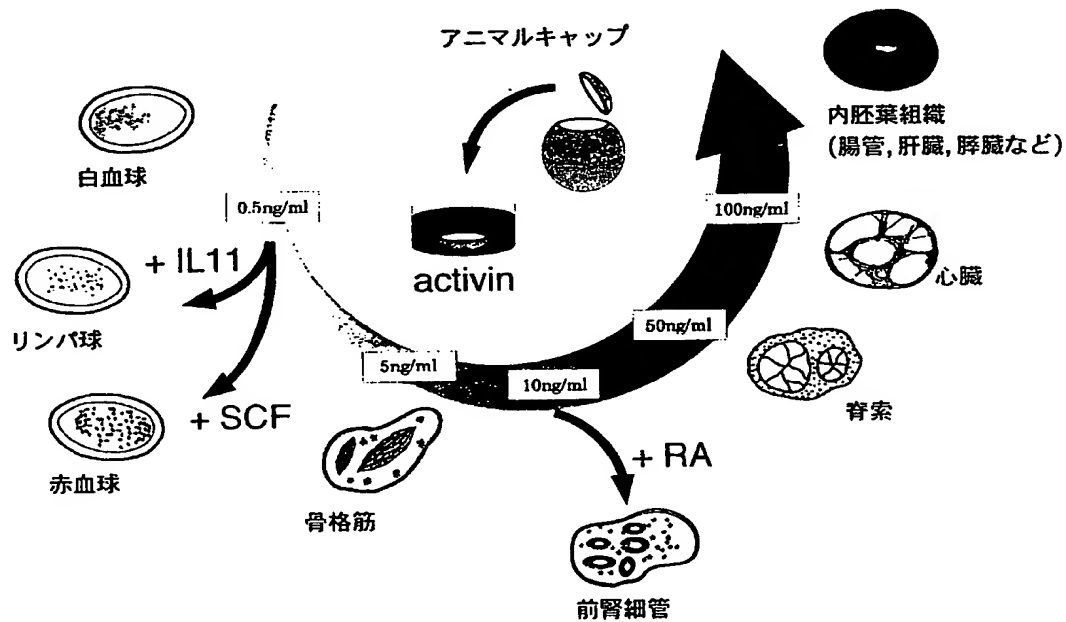 アニマルキャップ
内胚葉組織
(腸管, 肝臓, 膵臓など)
白血球
0.5ng/ml
100ng/ml
+ IL11
activin
心臓
リンパ球
50ng/ml
5ng/ml
10ng/ml
脊索
+ SCF
赤血球
+ RA
骨格筋
前腎細管